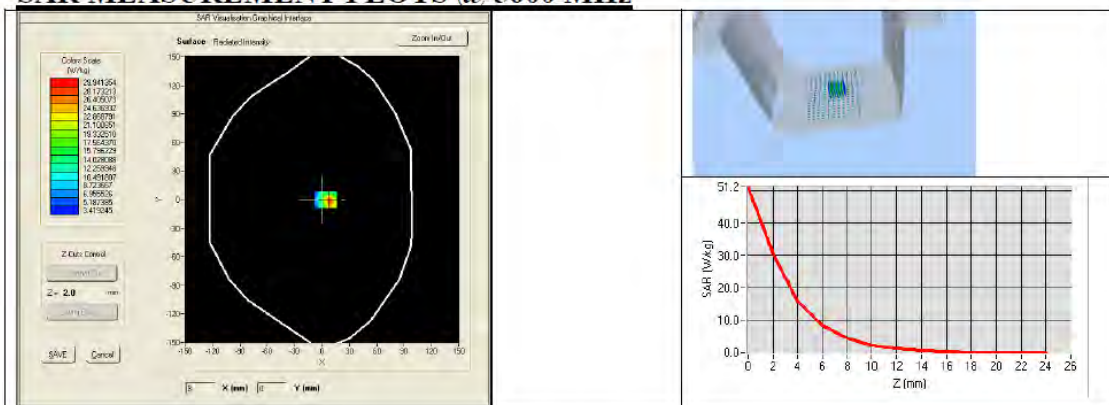 SAR MEASUREMENT PLOTS @ 5600 MHz
SAR Visualisation Graphical Interface
Surface Radiated Intensity
Zoom In/Out
Colors Scale
(W/kg)
28.941354
28.173213
26.405073
24.636932
22.868791
21.100651
19.332510
17.564370
15.796229
14.028088
12.259948
10.491807
8.723667
6.955526
5.187385
3.419245
Z-Cuts Control
Z = 2.0 mm
SAVE
Cancel
150
120
90
60
30
Y
0
-30
-60
-90
-120
-150
-150 -120 -90 -60 -30 0 30 60 90 120 150
X
X (mm)
Y (mm)
51.2
40.0
30.0
20.0
10.0
0.0
SAR (W/kg)
0 2 4 6 8 10 12 14 16 18 20 22 24 26
Z (mm)